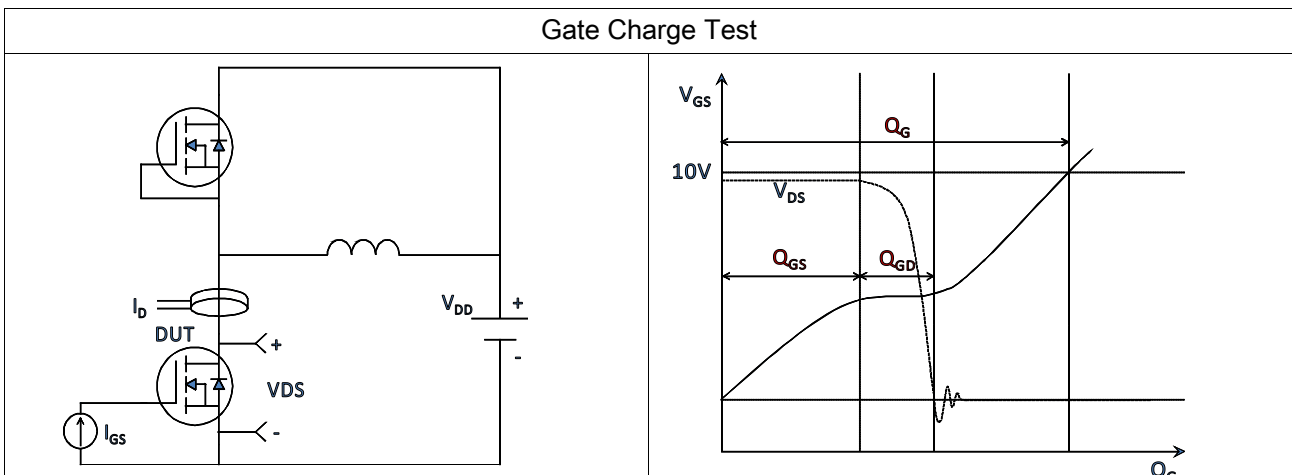 Gate Charge Test
I_D
DUT
+
VDS
-
I_GS
V_DD
+
-
V_GS
Q_G
10V
V_DS
Q_GS
Q_GD
Q_G